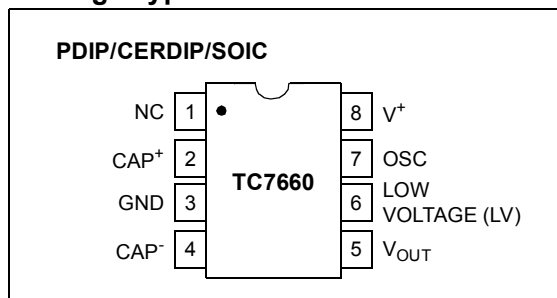 PDIP/CERDIP/SOIC
NC 1 8 V+
CAP+ 2 7 OSC
TC7660
GND 3 6 LOW
VOLTAGE (LV)
CAP- 4 5 VOUT